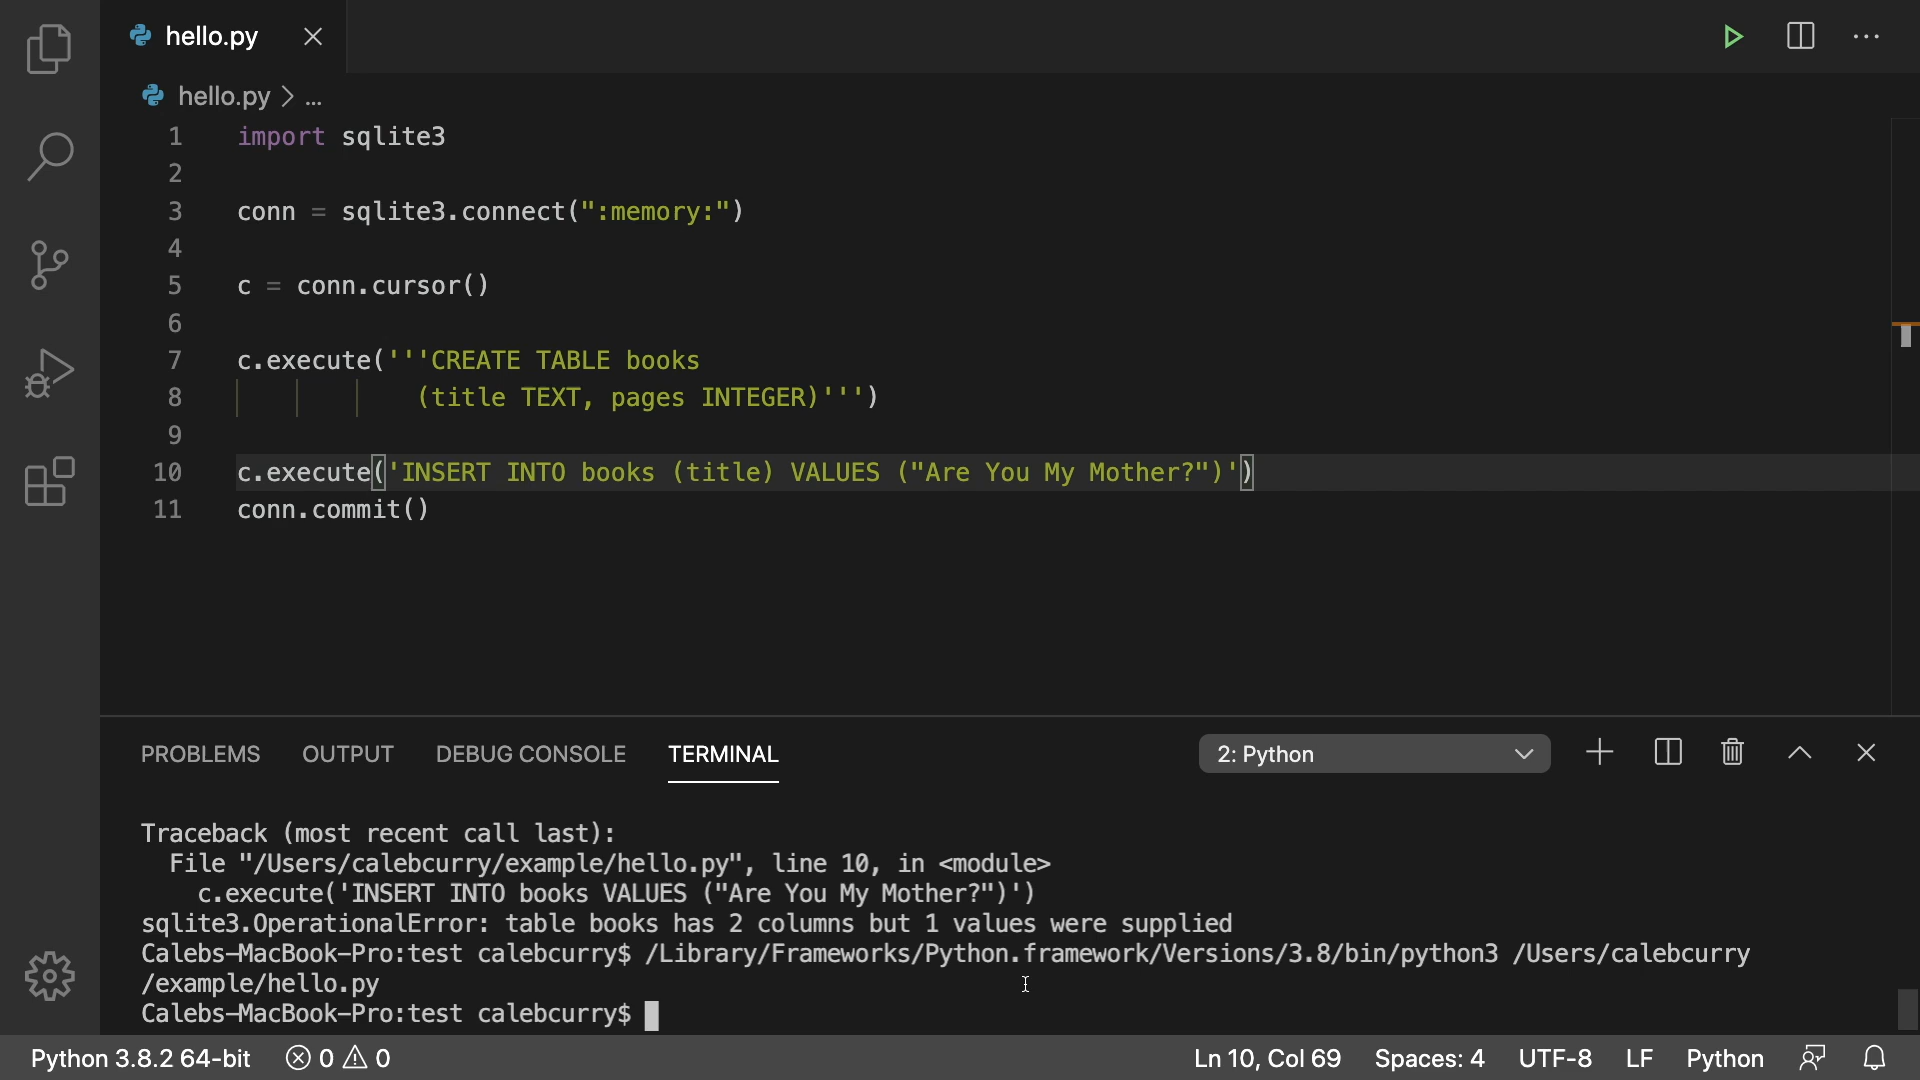 hello.py
hello.py > ...
1 import sqlite3
2
3 conn = sqlite3.connect(":memory:")
4
5 c = conn.cursor()
6
7 c.execute('''CREATE TABLE books
8             (title TEXT, pages INTEGER)''')
9
10 c.execute('INSERT INTO books (title) VALUES ("Are You My Mother?")')
11 conn.commit()
PROBLEMS OUTPUT DEBUG CONSOLE TERMINAL 2: Python
Traceback (most recent call last):
  File "/Users/calebcurry/example/hello.py", line 10, in <module>
    c.execute('INSERT INTO books VALUES ("Are You My Mother?")')
sqlite3.OperationalError: table books has 2 columns but 1 values were supplied
Calebs-MacBook-Pro:test calebcurry$ /Library/Frameworks/Python.framework/Versions/3.8/bin/python3 /Users/calebcurry
/example/hello.py
Calebs-MacBook-Pro:test calebcurry$
Python 3.8.2 64-bit 0 0 Ln 10, Col 69 Spaces: 4 UTF-8 LF Python